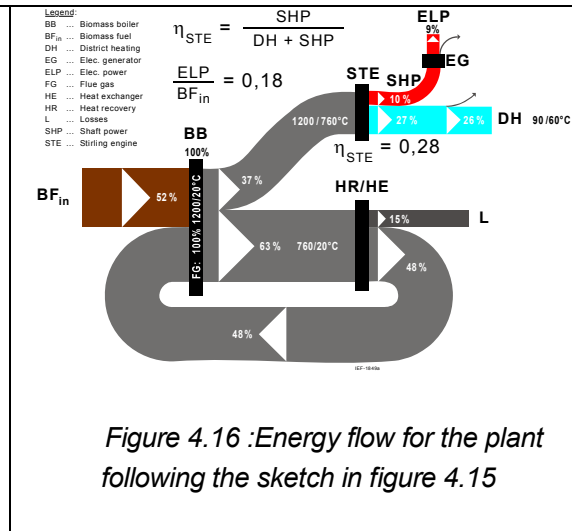 Legend:
BB ... Biomass boiler
BFin ... Biomass fuel
DH ... District heating
EG ... Elec. generator
ELP ... Elec. power
FG ... Flue gas
HE ... Heat exchanger
HR ... Heat recovery
L ... Losses
SHP ... Shaft power
STE ... Stirling engine
ηSTE = SHP / DH + SHP
ELP / BFin = 0,18
ELP
9%
EG
STE
SHP
10 %
1200 / 760°C
27 %
26 %
DH 90 /60°C
ηSTE = 0,28
BB
100%
37 %
HR/HE
BFin
52 %
FG: 100% 1200/20°C
15%
L
63 %
760/20°C
48 %
48%
IEF-1849a
Figure 4.16 :Energy flow for the plant
following the sketch in figure 4.15